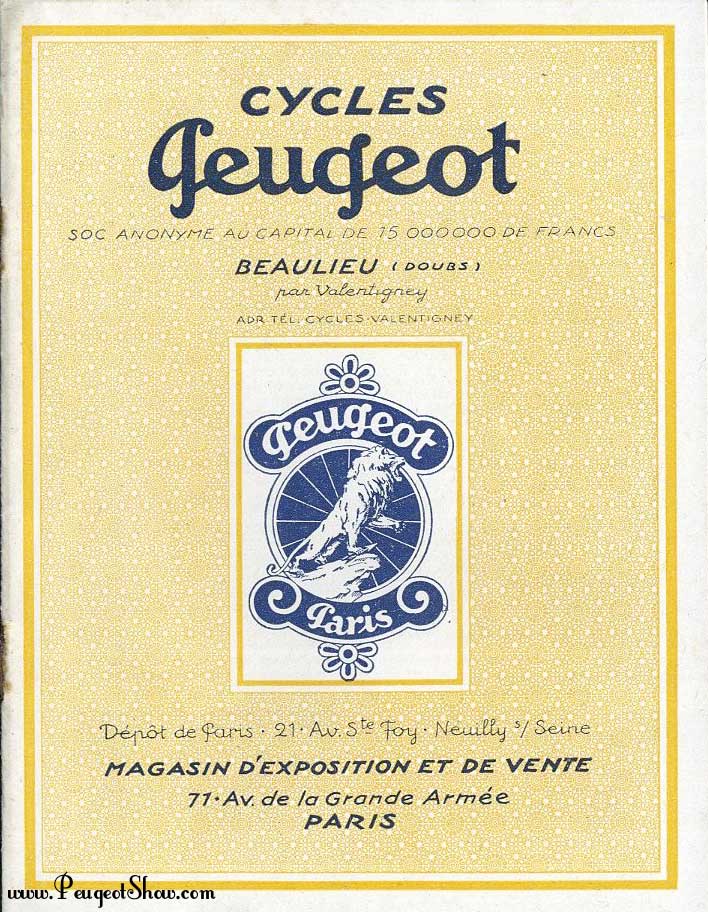 CYCLES
Peugeot
SOC ANONYME AU CAPITAL DE 15 000000 DE FRANCS
BEAULIEU (DOUBS)
par Valentigney
ADR TÉL. CYCLES-VALENTIGNEY
Peugeot
Paris
Dépôt de Paris · 21 · Av. Ste Foy · Neuilly s/ Seine
MAGASIN D'EXPOSITION ET DE VENTE
71 · Av. de la Grande Armée
PARIS
www.PeugeotShow.com